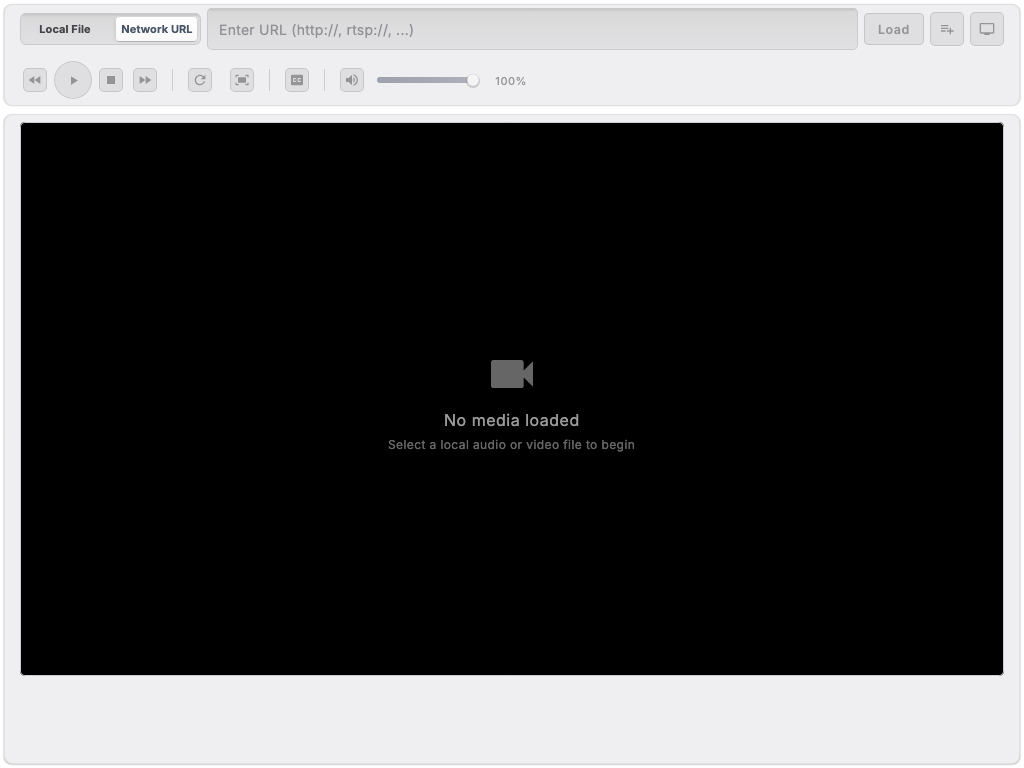 Local File
Network URL
Enter URL (http://, rtsp://, ...)
Load
CC
100%
No media loaded
Select a local audio or video file to begin